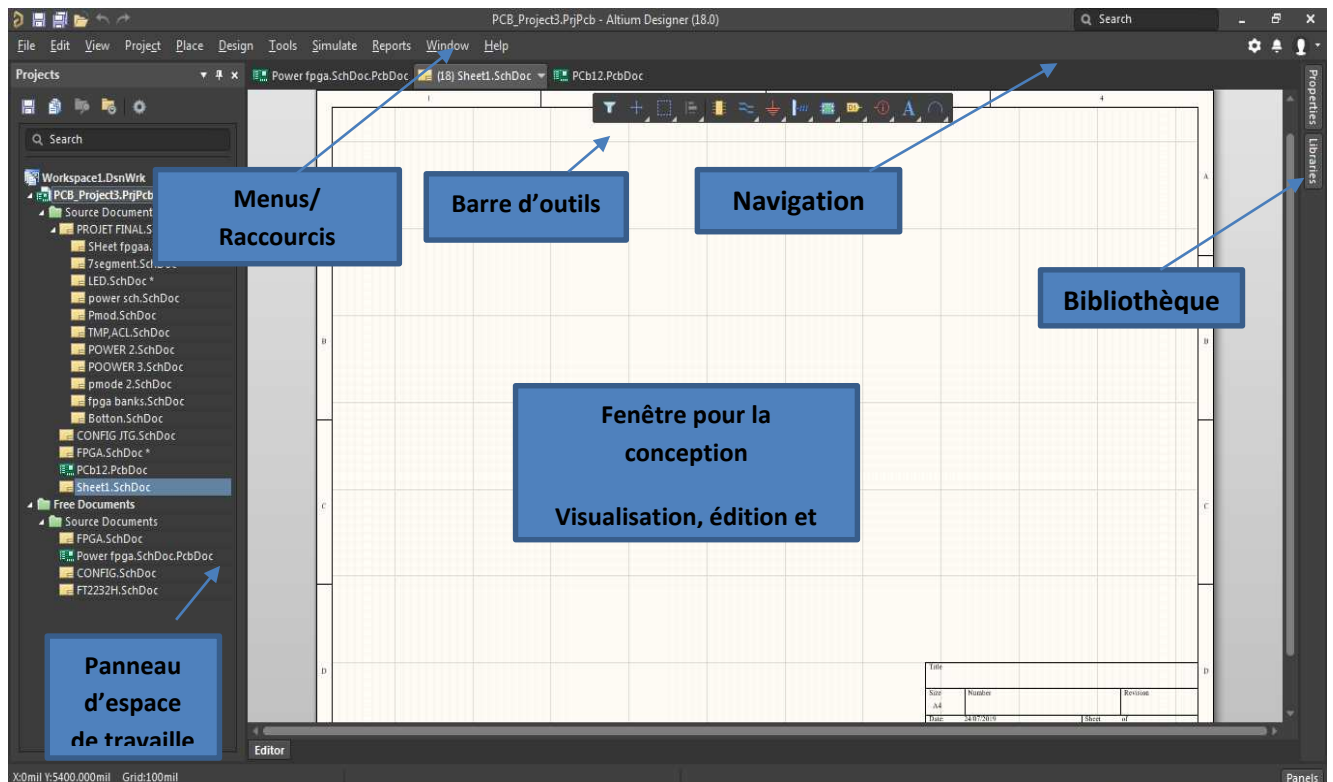 PCB_Project3.PrjPcb - Altium Designer (18.0)
Search
File Edit View Project Place Design Tools Simulate Reports Window Help
Projects
Power fpga.SchDoc.PcbDoc
(18) Sheet1.SchDoc
PCb12.PcbDoc
Properties
Libraries
Search
1
4
Workspace1.DsnWrk
PCB_Project3.PrjPcb
Source Document
PROJET FINAL.S
SHeet fpgaa.
7segment.SchDoc
LED.SchDoc *
power sch.SchDoc
Pmod.SchDoc
TMP,ACL.SchDoc
POWER 2.SchDoc
POOWER 3.SchDoc
pmode 2.SchDoc
fpga banks.SchDoc
Botton.SchDoc
CONFIG JTG.SchDoc
FPGA.SchDoc *
PCb12.PcbDoc
Sheet1.SchDoc
Free Documents
Source Documents
FPGA.SchDoc
Power fpga.SchDoc.PcbDoc
CONFIG.SchDoc
FT2232H.SchDoc
Menus/
Raccourcis
Barre d'outils
Navigation
Bibliothèque
Fenêtre pour la
conception
Visualisation, édition et
Panneau
d'espace
de travaille
A
B
B
C
C
D
D
Title
Size Number Revision
A4
Date: 24/07/2019 Sheet of
Editor
X:0mil Y:5400.000mil Grid:100mil
Panels